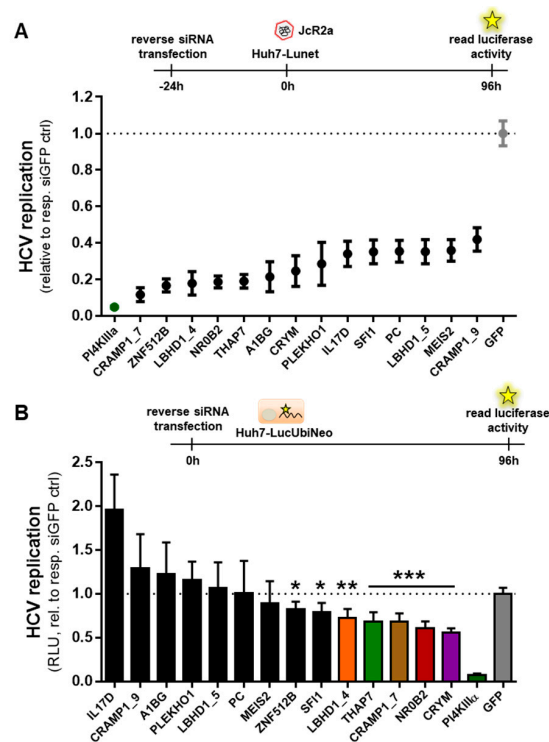 A
JcR2a
reverse siRNA
transfection
Huh7-Lunet
read luciferase
activity
-24h
0h
96h
HCV replication
(relative to resp. siGFP ctrl)
1.2
1.0
0.8
0.6
0.4
0.2
0.0
PI4KIIIa
CRAMP1_7
ZNF512B
LBHD1_4
NR0B2
THAP7
A1BG
CRYM
PLEKHO1
IL17D
SFI1
PC
LBHD1_5
MEIS2
CRAMP1_9
GFP
B
reverse siRNA
transfection
Huh7-LucUbiNeo
read luciferase
activity
0h
96h
HCV replication
(RLU, rel. to resp. siGFP ctrl)
2.5
2.0
1.5
1.0
0.5
0.0
* * ** ***
IL17D
CRAMP1_9
A1BG
PLEKHO1
LBHD1_5
PC
MEIS2
ZNF512B
SFI1
LBHD1_4
THAP7
CRAMP1_7
NR0B2
CRYM
PI4KIIIα
GFP